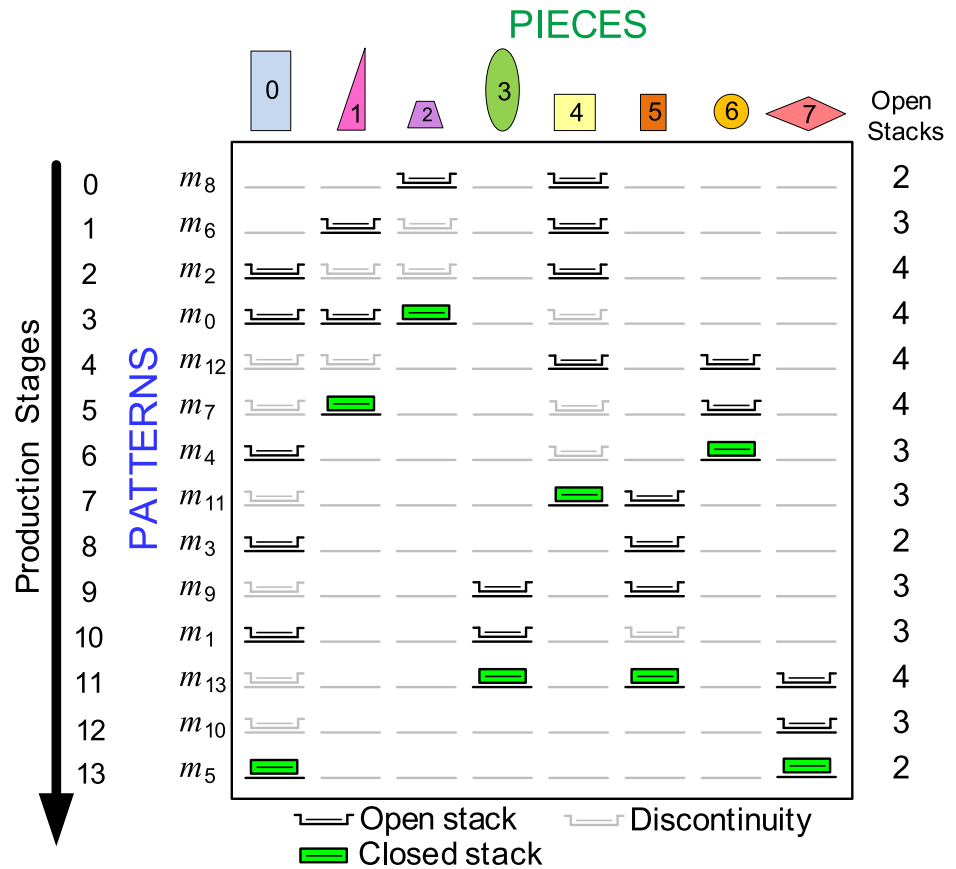 PIECES
0 1 2 3 4 5 6 7
Open
Stacks
Production Stages
PATTERNS
0 m8 2
1 m6 3
2 m2 4
3 m0 4
4 m12 4
5 m7 4
6 m4 3
7 m11 3
8 m3 2
9 m9 3
10 m1 3
11 m13 4
12 m10 3
13 m5 2
Open stack Discontinuity
Closed stack